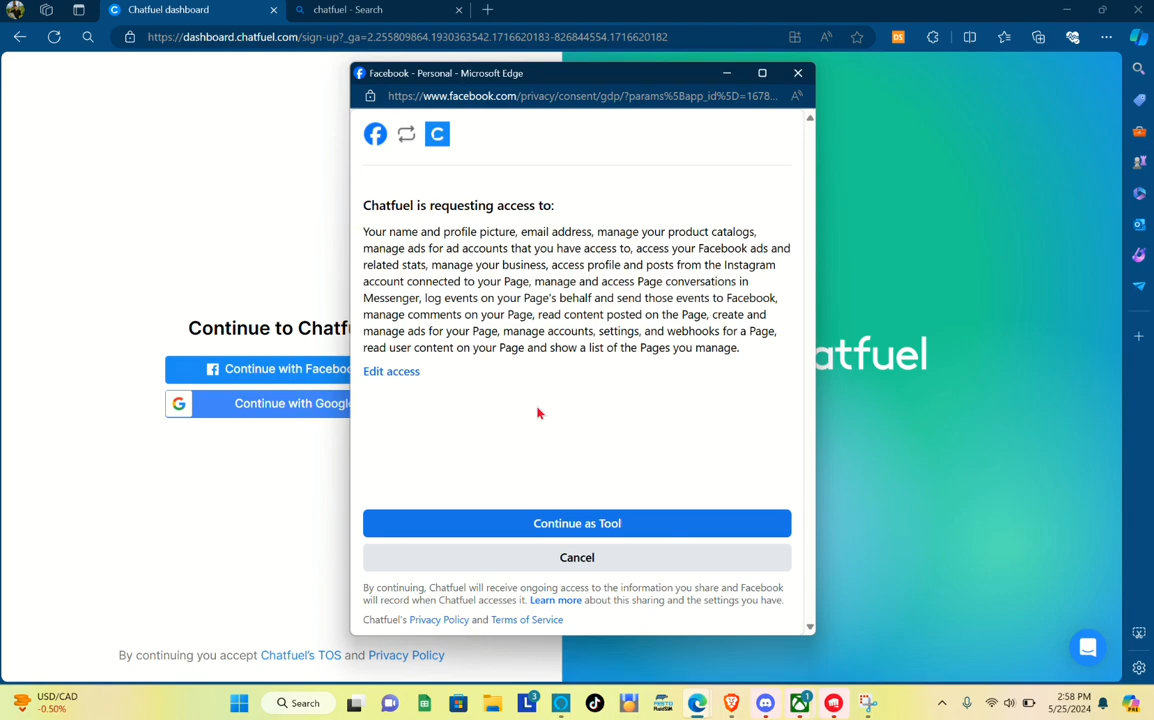 Chatfuel dashboard
chatfuel - Search
https://dashboard.chatfuel.com/sign-up?_ga=2.255809864.1930363542.1716620183-826844554.1716620182
DS
Facebook - Personal - Microsoft Edge
https://www.facebook.com/privacy/consent/gdp/?params%5Bapp_id%5D=1678...
Chatfuel is requesting access to:
Your name and profile picture, email address, manage your product catalogs,
manage ads for ad accounts that you have access to, access your Facebook ads and
related stats, manage your business, access profile and posts from the Instagram
account connected to your Page, manage and access Page conversations in
Messenger, log events on your Page's behalf and send those events to Facebook,
manage comments on your Page, read content posted on the Page, create and
manage ads for your Page, manage accounts, settings, and webhooks for a Page,
read user content on your Page and show a list of the Pages you manage.
Edit access
Continue as Tool
Cancel
By continuing, Chatfuel will receive ongoing access to the information you share and Facebook
will record when Chatfuel accesses it. Learn more about this sharing and the settings you have.
Chatfuel's Privacy Policy and Terms of Service
Continue to Chatf
Continue with Faceboo
Continue with Googl
atfuel
By continuing you accept Chatfuel's TOS and Privacy Policy
USD/CAD
-0.50%
Search
3
1
2:58 PM
5/25/2024
PRE